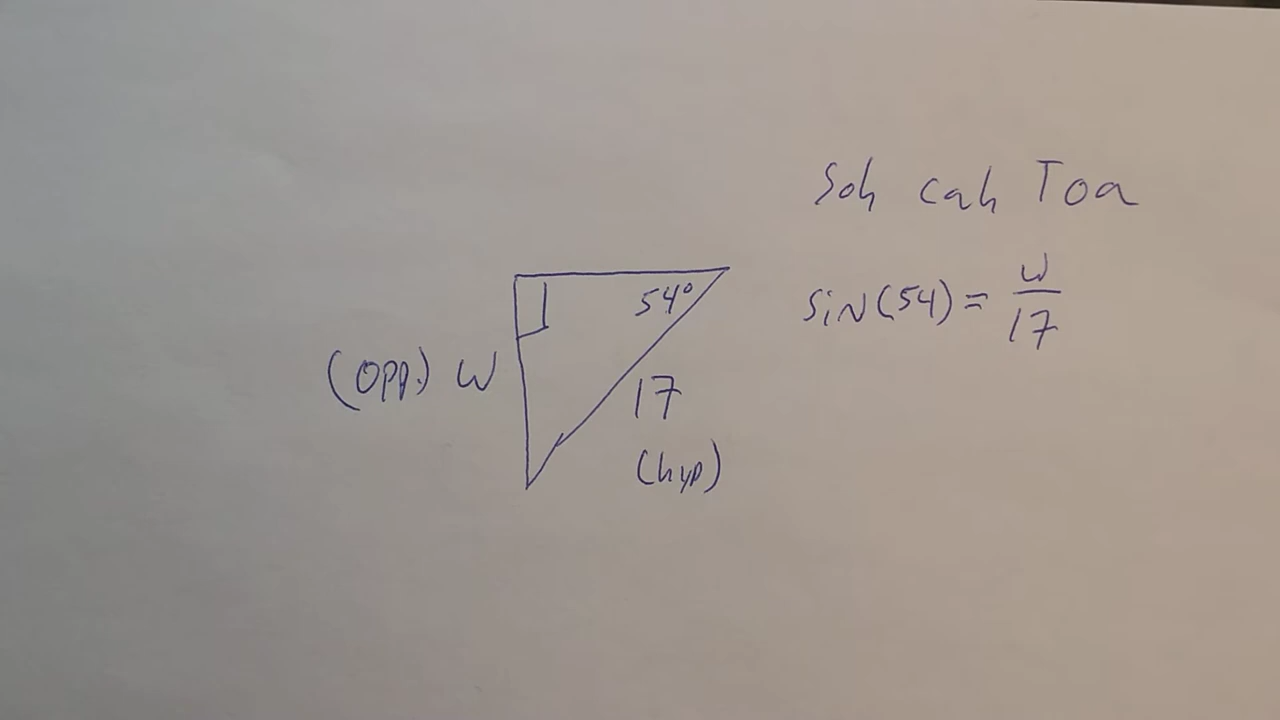 Soh cah Toa
54°
sin(54) = w/17
(opp.) w
17
(hyp)